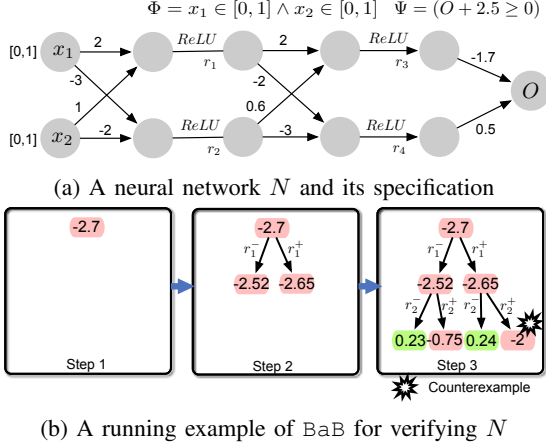 Φ = x₁ ∈ [0, 1] ∧ x₂ ∈ [0, 1] Ψ = (O + 2.5 ≥ 0)
[0,1] x₁ 2 ReLU r₁ 2 ReLU r₃ -1.7
-3 -2 O
1 0.6
[0,1] x₂ -2 ReLU r₂ -3 ReLU r₄ 0.5
(a) A neural network N and its specification
-2.7
Step 1
-2.7
r₁⁻ r₁⁺
-2.52 -2.65
Step 2
-2.7
r₁⁻ r₁⁺
-2.52 -2.65
r₂⁻ r₂⁺ r₂⁻ r₂⁺
0.23 -0.75 0.24 -2
Step 3
Counterexample
(b) A running example of BaB for verifying N